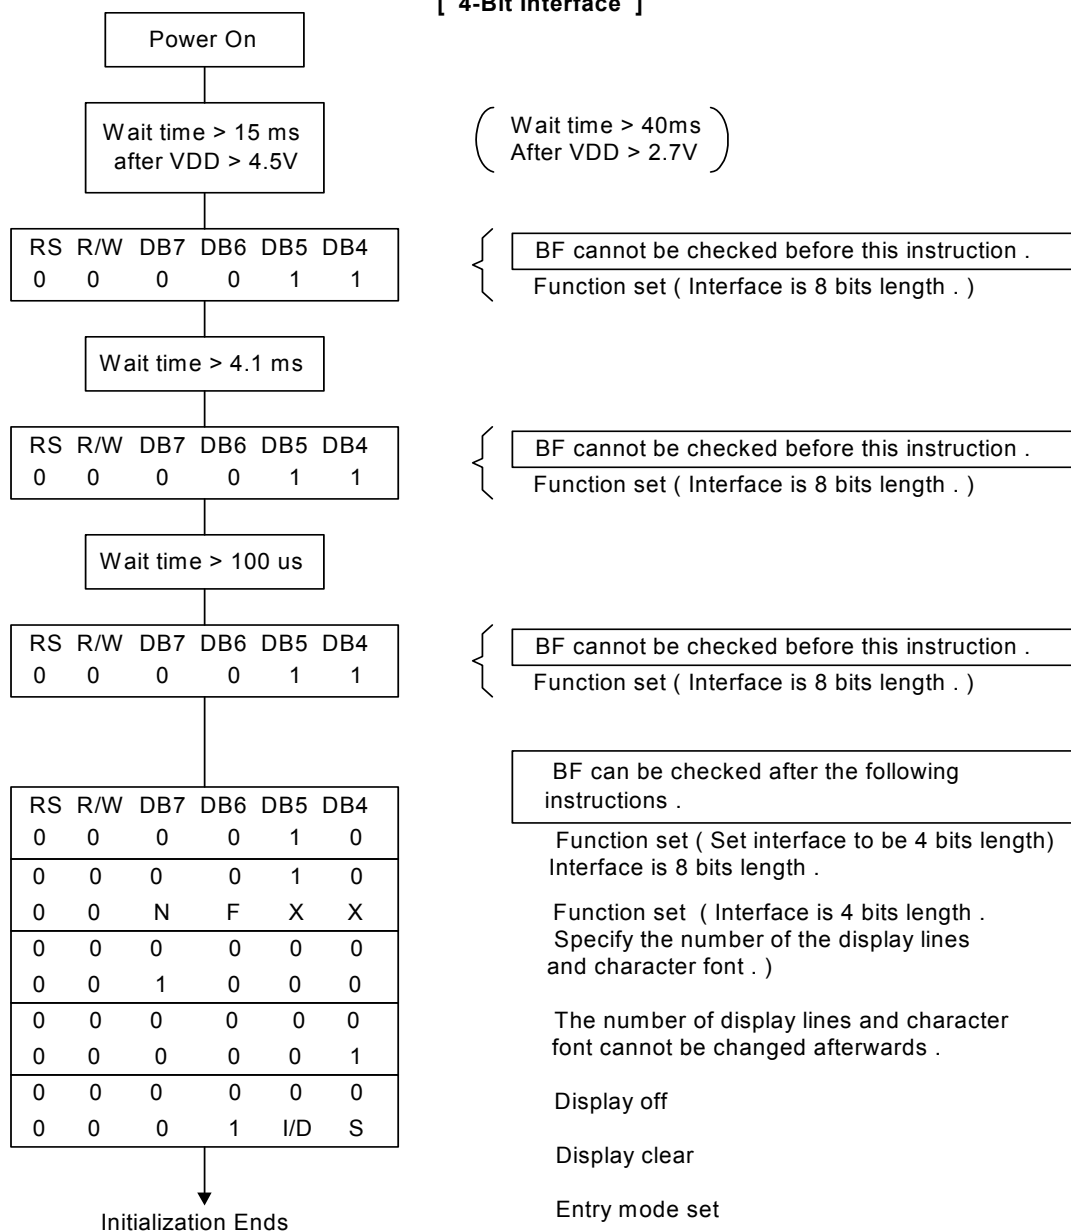 [ 4-Bit Interface ]
Power On
Wait time > 15 ms
after VDD > 4.5V
Wait time > 40ms
After VDD > 2.7V
RS R/W DB7 DB6 DB5 DB4
0 0 0 0 1 1
BF cannot be checked before this instruction .
Function set ( Interface is 8 bits length . )
Wait time > 4.1 ms
RS R/W DB7 DB6 DB5 DB4
0 0 0 0 1 1
BF cannot be checked before this instruction .
Function set ( Interface is 8 bits length . )
Wait time > 100 us
RS R/W DB7 DB6 DB5 DB4
0 0 0 0 1 1
BF cannot be checked before this instruction .
Function set ( Interface is 8 bits length . )
RS R/W DB7 DB6 DB5 DB4
0 0 0 0 1 0
0 0 0 0 1 0
0 0 N F X X
0 0 0 0 0 0
0 0 1 0 0 0
0 0 0 0 0 0
0 0 0 0 0 1
0 0 0 0 0 0
0 0 0 1 I/D S
BF can be checked after the following
instructions .
Function set ( Set interface to be 4 bits length)
Interface is 8 bits length .
Function set ( Interface is 4 bits length .
Specify the number of the display lines
and character font . )
The number of display lines and character
font cannot be changed afterwards .
Display off
Display clear
Entry mode set
Initialization Ends